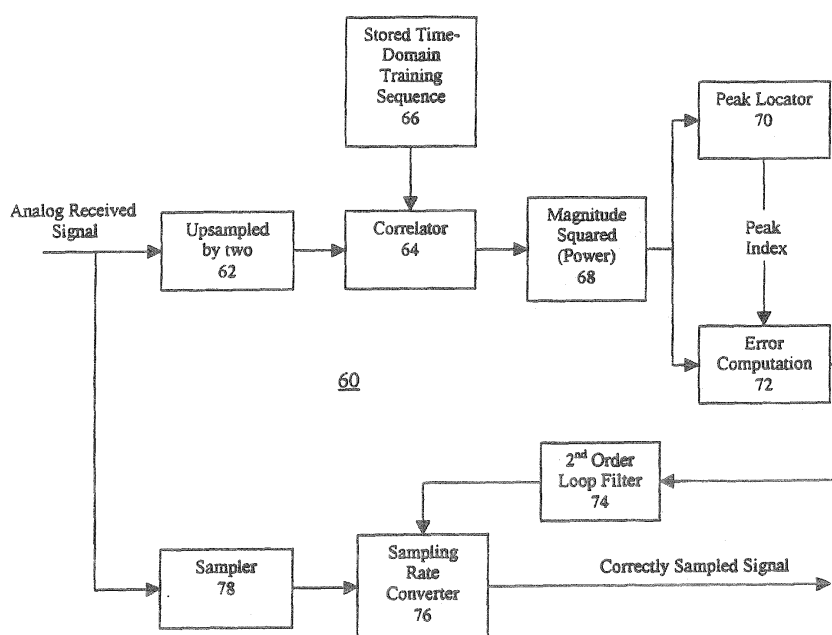 Stored Time-
Domain
Training
Sequence
66
Peak Locator
70
Analog Received
Signal
Upsampled
by two
62
Correlator
64
Magnitude
Squared
(Power)
68
Peak
Index
Error
Computation
72
60
2nd Order
Loop Filter
74
Sampler
78
Sampling
Rate
Converter
76
Correctly Sampled Signal